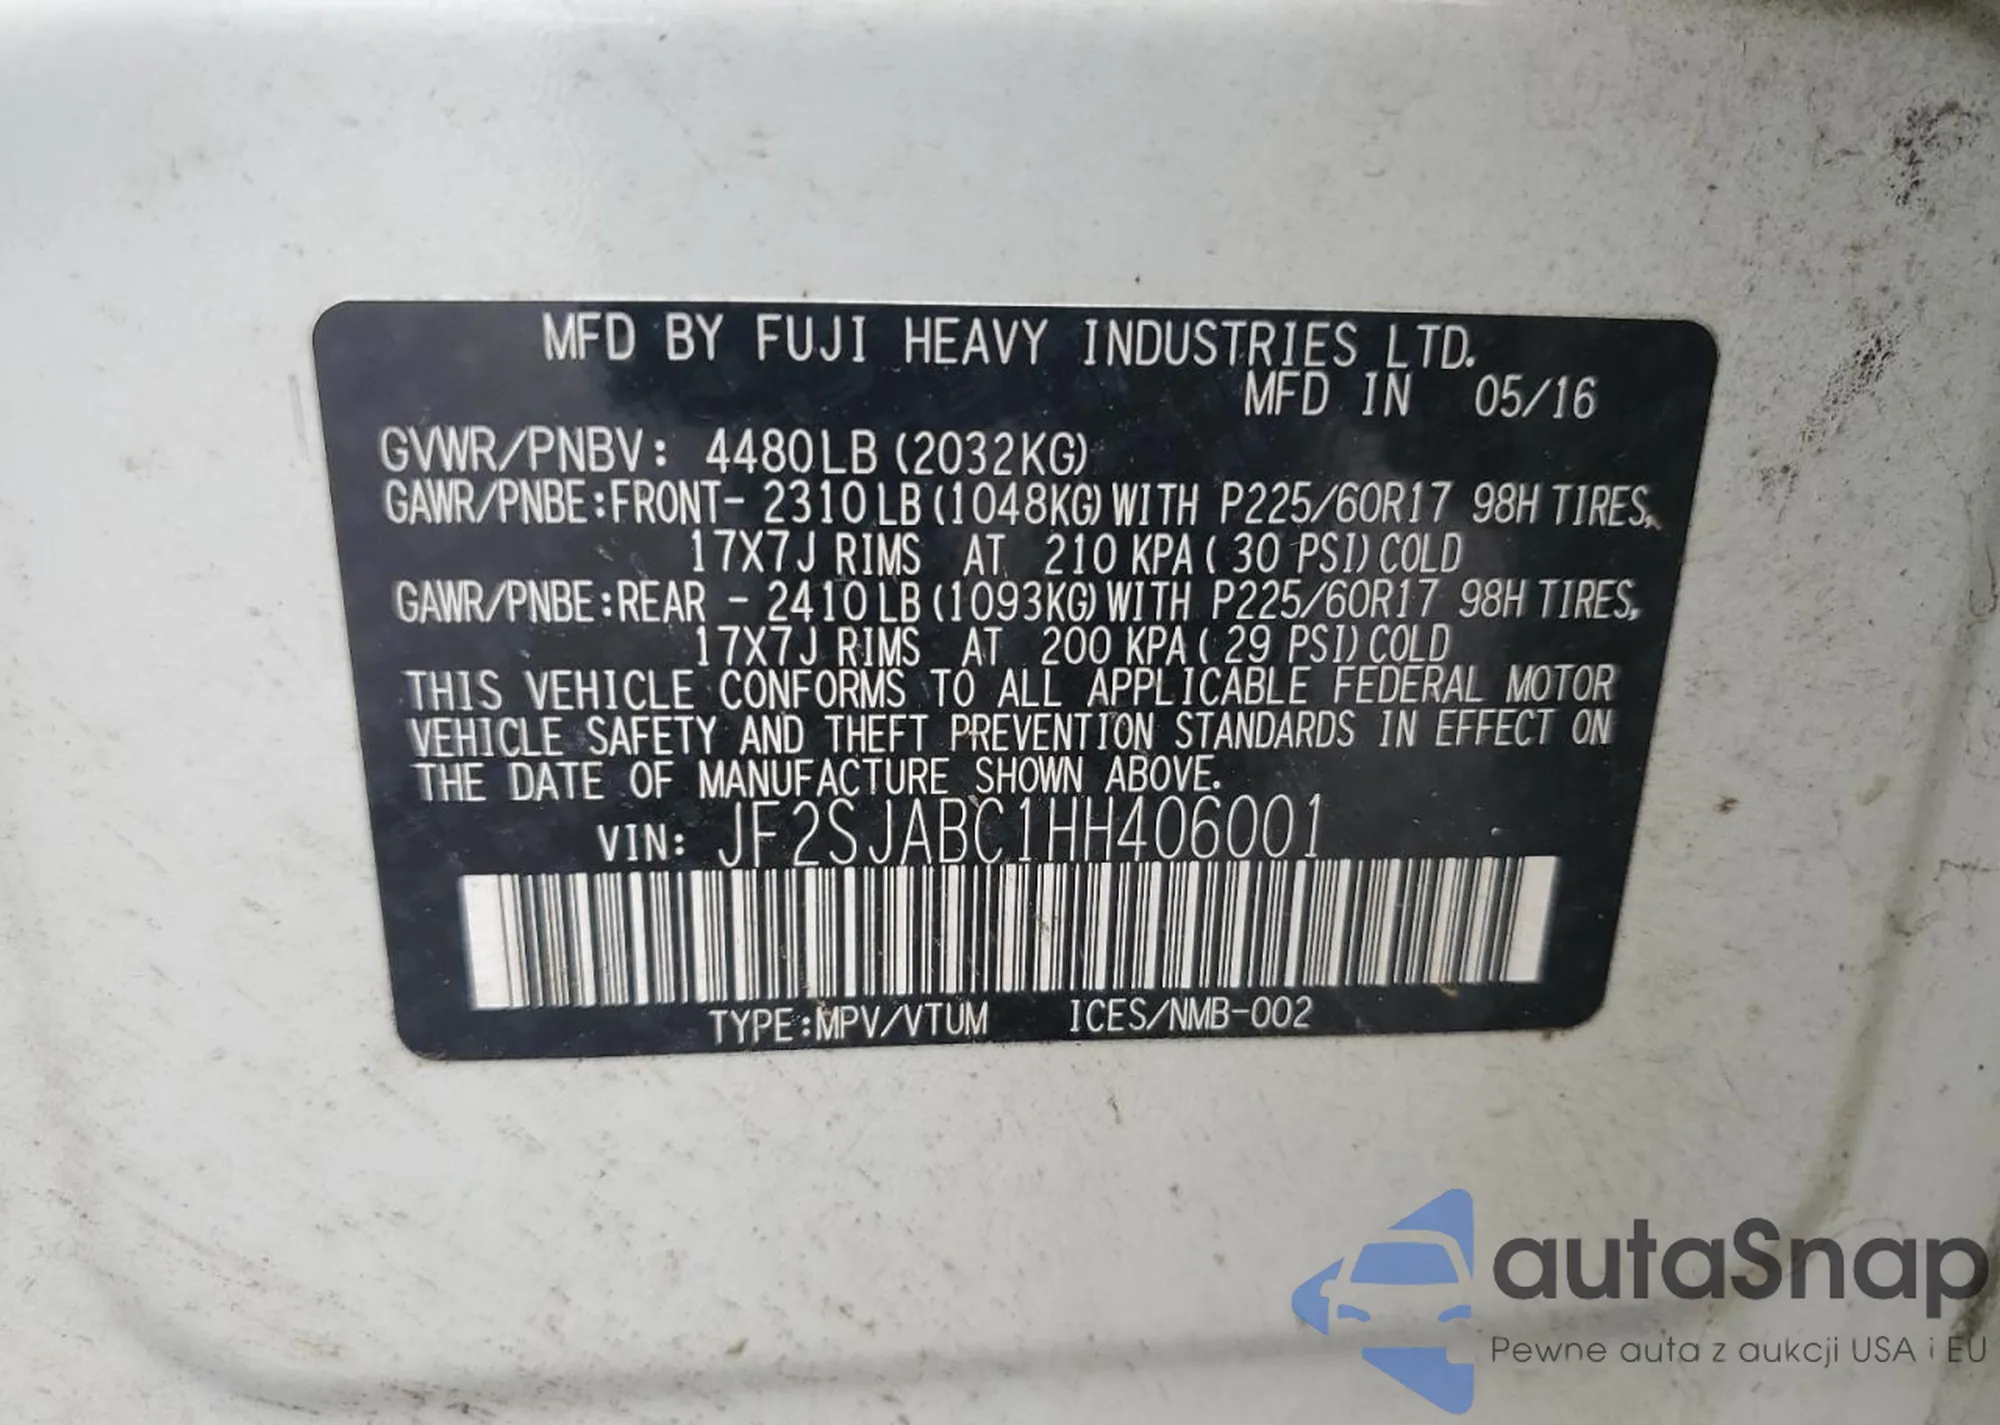 MFD BY FUJI HEAVY INDUSTRIES LTD.
MFD IN 05/16
GVWR/PNBV: 4480LB (2032KG)
GAWR/PNBE:FRONT- 2310LB (1048KG) WITH P225/60R17 98H TIRES,
17X7J RIMS AT 210 KPA ( 30 PSI) COLD
GAWR/PNBE:REAR - 2410LB (1093KG) WITH P225/60R17 98H TIRES,
17X7J RIMS AT 200 KPA ( 29 PSI) COLD
THIS VEHICLE CONFORMS TO ALL APPLICABLE FEDERAL MOTOR
VEHICLE SAFETY AND THEFT PREVENTION STANDARDS IN EFFECT ON
THE DATE OF MANUFACTURE SHOWN ABOVE.
VIN: JF2SJABC1HH406001
TYPE:MPV/VTUM ICES/NMB-002
autaSnap
Pewne auta z aukcji USA i EU